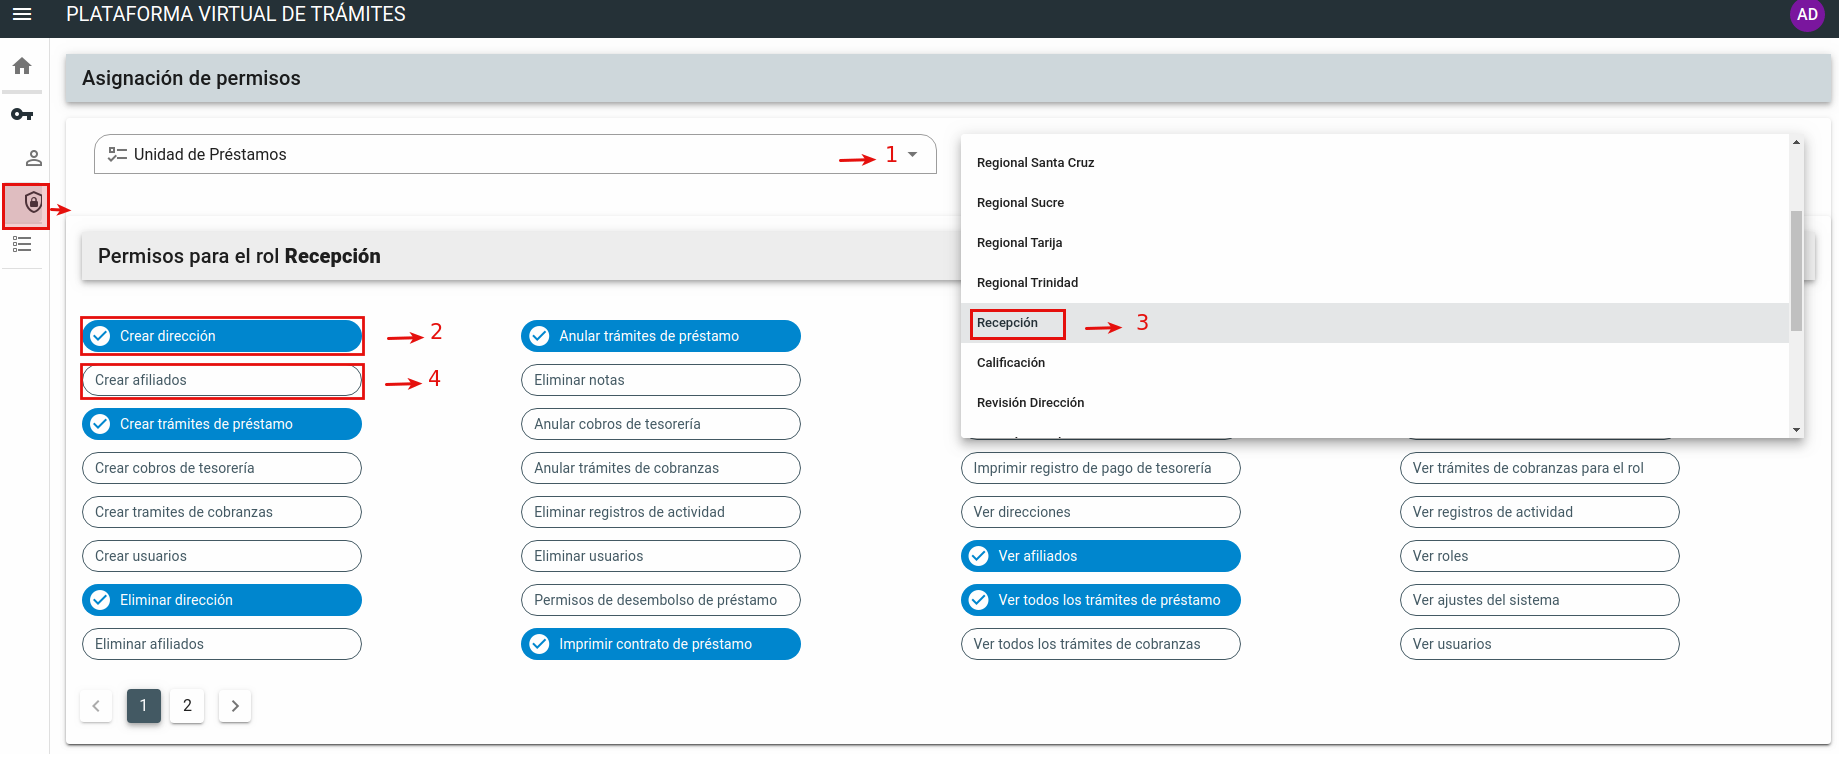 PLATAFORMA VIRTUAL DE TRÁMITES
AD
Asignación de permisos
Unidad de Préstamos
1
Regional Santa Cruz
Regional Sucre
Regional Tarija
Regional Trinidad
Recepción
3
Calificación
Revisión Dirección
Permisos para el rol Recepción
Crear dirección
2
Anular trámites de préstamo
Crear afiliados
4
Eliminar notas
Crear trámites de préstamo
Anular cobros de tesorería
Crear cobros de tesorería
Anular trámites de cobranzas
Imprimir registro de pago de tesorería
Ver trámites de cobranzas para el rol
Crear tramites de cobranzas
Eliminar registros de actividad
Ver direcciones
Ver registros de actividad
Crear usuarios
Eliminar usuarios
Ver afiliados
Ver roles
Eliminar dirección
Permisos de desembolso de préstamo
Ver todos los trámites de préstamo
Ver ajustes del sistema
Eliminar afiliados
Imprimir contrato de préstamo
Ver todos los trámites de cobranzas
Ver usuarios
1
2